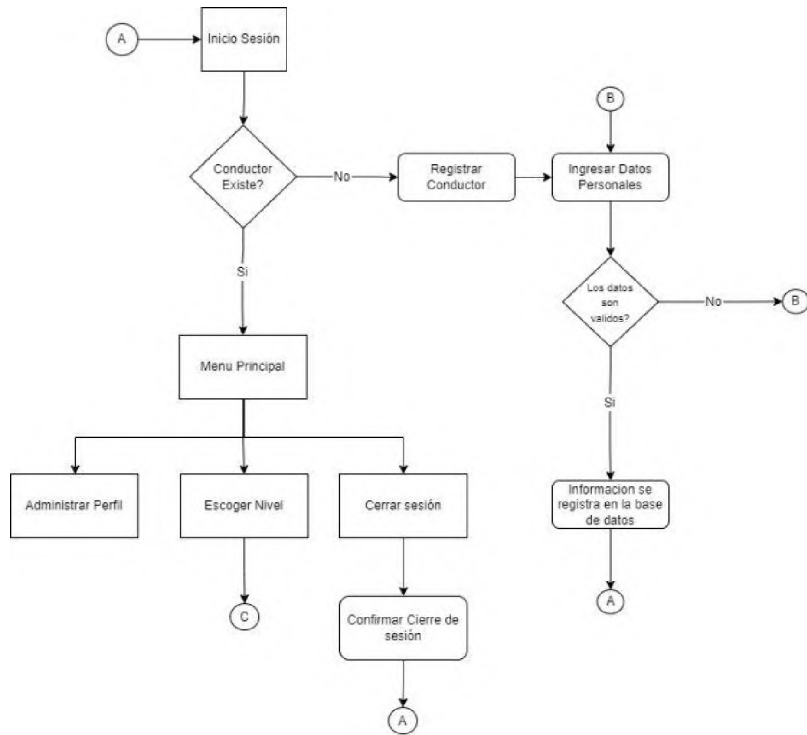 A
Inicio Sesión
B
Conductor
Existe?
No
Registrar
Conductor
Ingresar Datos
Personales
Si
Los datos
son
validos?
No
B
Menu Principal
Si
Administrar Perfil
Escoger Nivel
Cerrar sesión
Informacion se
registra en la base
de datos
C
Confirmar Cierre de
sesión
A
A